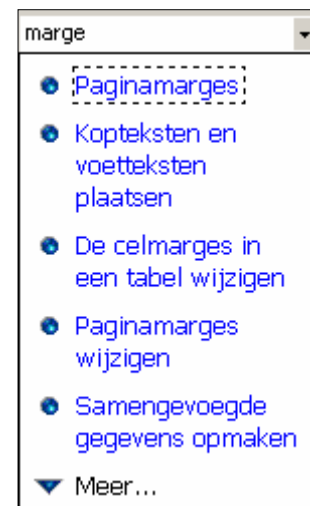 marge
Paginamarges
Kopteksten en
voetteksten
plaatsen
De celmarges in
een tabel wijzigen
Paginamarges
wijzigen
Samengevoegde
gegevens opmaken
Meer...